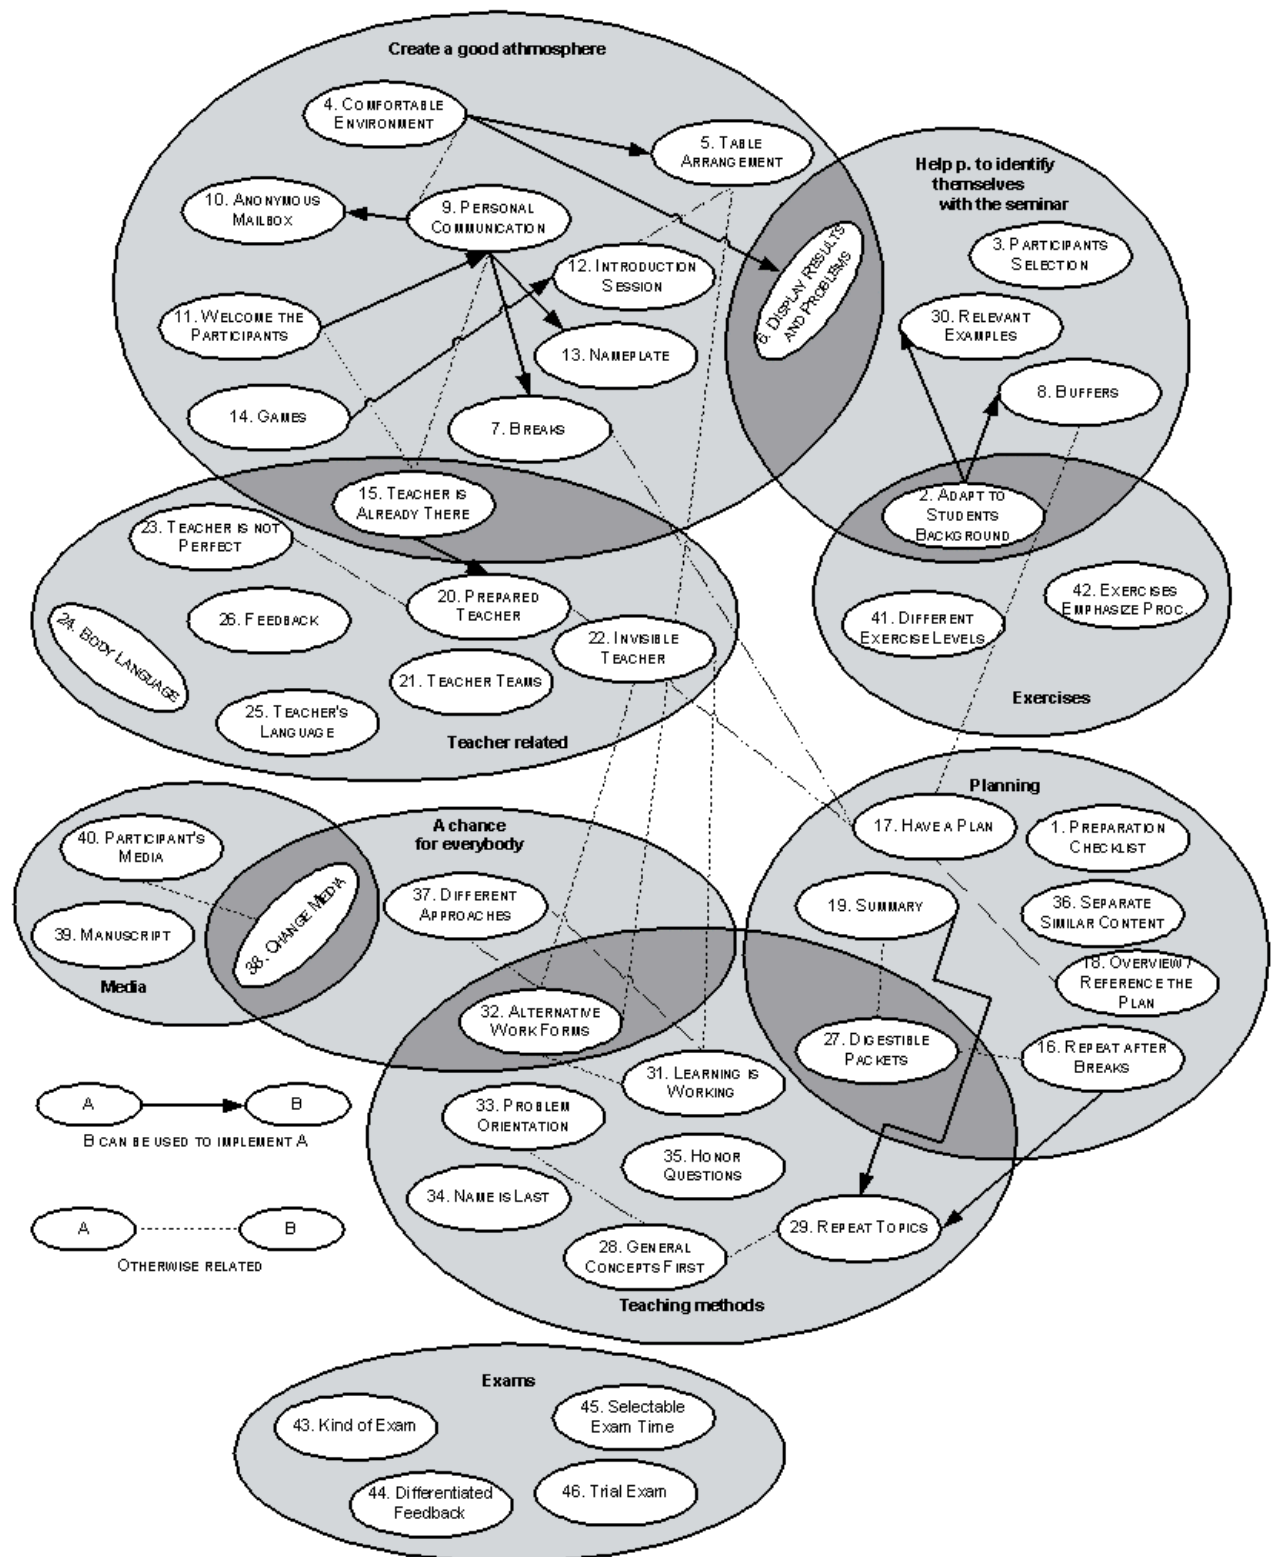 Create a good athmosphere
4. COMFORTABLE
ENVIRONMENT
5. TABLE
ARRANGEMENT
Help p. to identify
themselves
with the seminar
10. ANONYMOUS
MAILBOX
9. PERSONAL
COMMUNICATION
3. PARTICIPANTS
SELECTION
6. DISPLAY RESULTS
AND PROBLEMS
12. INTRODUCTION
SESSION
11. WELCOME THE
PARTICIPANTS
30. RELEVANT
EXAMPLES
13. NAMEPLATE
8. BUFFERS
14. GAMES
7. BREAKS
15. TEACHER IS
ALREADY THERE
2. ADAPT TO
STUDENTS
BACKGROUND
23. TEACHER IS NOT
PERFECT
20. PREPARED
TEACHER
42. EXERCISES
EMPHASIZE PROC.
26. FEEDBACK
41. DIFFERENT
EXERCISE LEVELS
22. INVISIBLE
TEACHER
24. BODY LANGUAGE
21. TEACHER TEAMS
25. TEACHER'S
LANGUAGE
Exercises
Teacher related
Planning
A chance
for everybody
17. HAVE A PLAN
1. PREPARATION
CHECKLIST
40. PARTICIPANT'S
MEDIA
37. DIFFERENT
APPROACHES
19. SUMMARY
36. SEPARATE
SIMILAR CONTENT
38. CHANGE MEDIA
39. MANUSCRIPT
18. OVERVIEW /
REFERENCE THE
PLAN
Media
32. ALTERNATIVE
WORK FORMS
27. DIGESTIBLE
PACKETS
16. REPEAT AFTER
BREAKS
31. LEARNING IS
WORKING
A
B
B CAN BE USED TO IMPLEMENT A
33. PROBLEM
ORIENTATION
35. HONOR
QUESTIONS
34. NAME IS LAST
A
B
OTHERWISE RELATED
29. REPEAT TOPICS
28. GENERAL
CONCEPTS FIRST
Teaching methods
Exams
43. Kind of Exam
45. Selectable
Exam Time
44. Differentiated
Feedback
46. Trial Exam